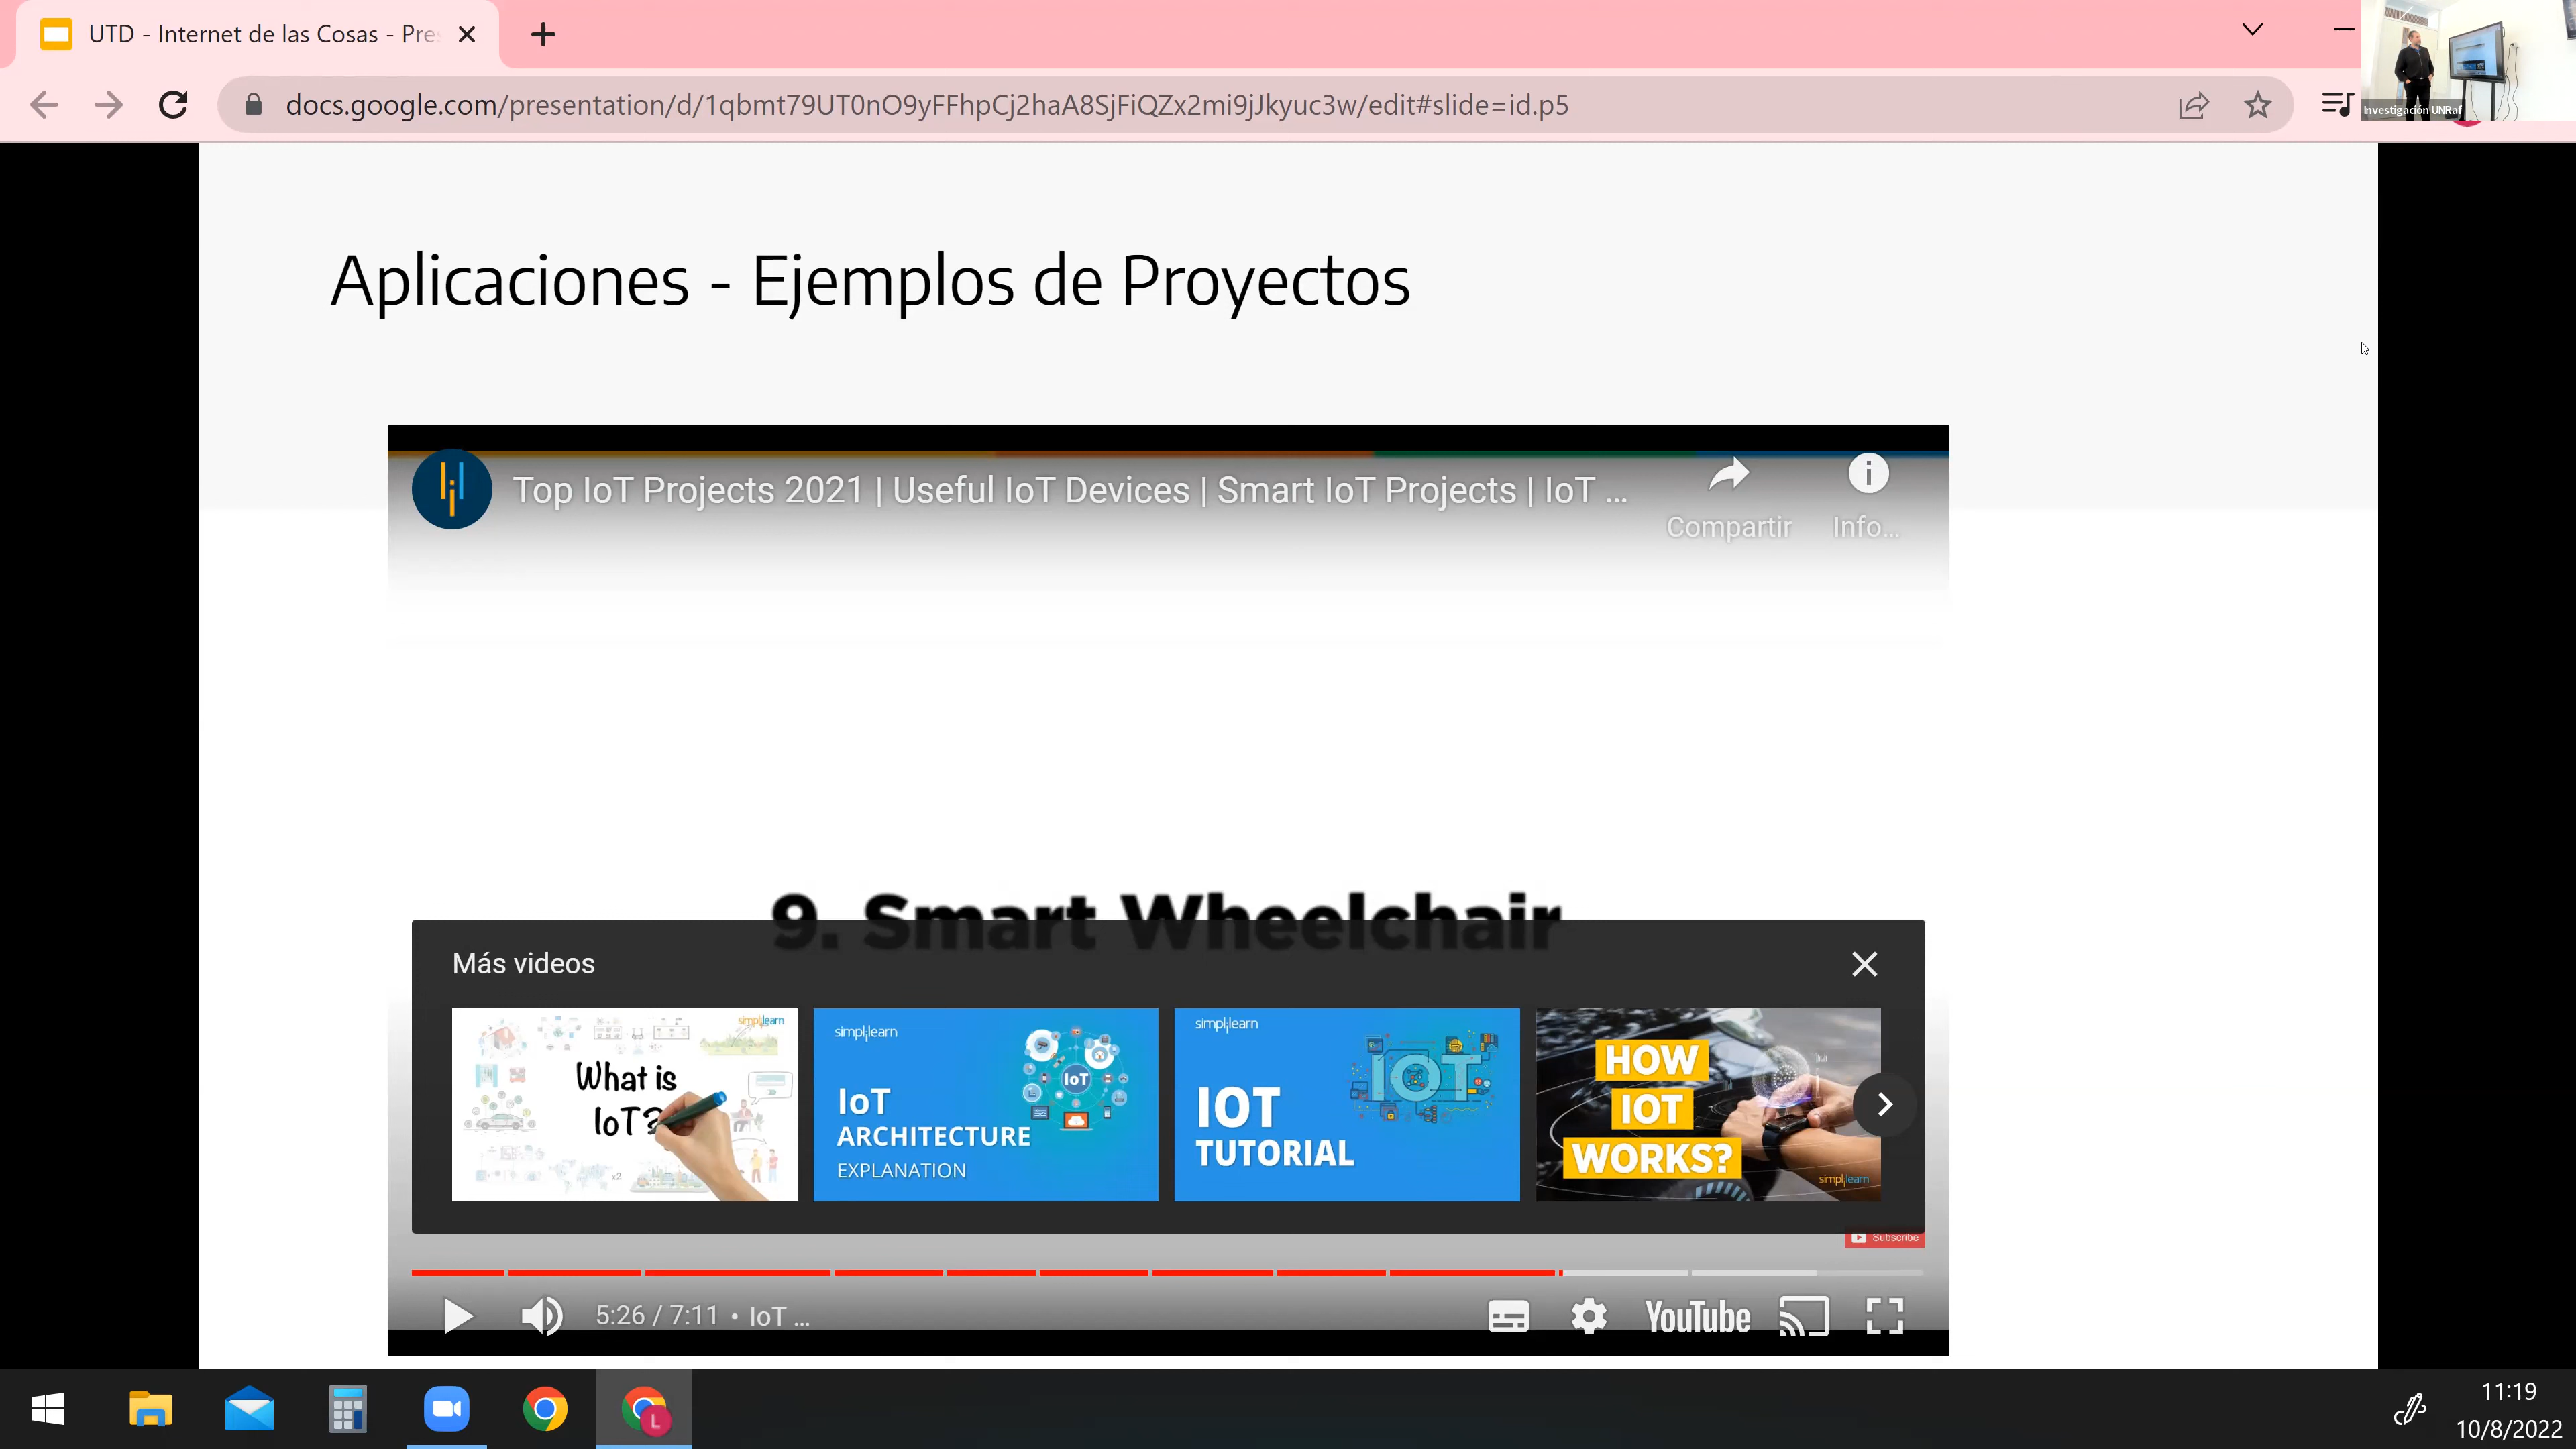 UTD - Internet de las Cosas - Pre
docs.google.com/presentation/d/1qbmt79UT0nO9yFFhpCj2haA8SjFiQZx2mi9jJkyuc3w/edit#slide=id.p5
Investigación UNRaf
Aplicaciones - Ejemplos de Proyectos
Top IoT Projects 2021 | Useful IoT Devices | Smart IoT Projects | IoT ...
Compartir
Info...
9. Smart Wheelchair
Más videos
simplilearn
What is
IoT?
x2
simplilearn
IoT
IoT
ARCHITECTURE
EXPLANATION
simplilearn
IOT
IOT
TUTORIAL
HOW
IOT
WORKS?
simplilearn
Subscribe
5:26 / 7:11 • IoT ...
YouTube
L
11:19
10/8/2022